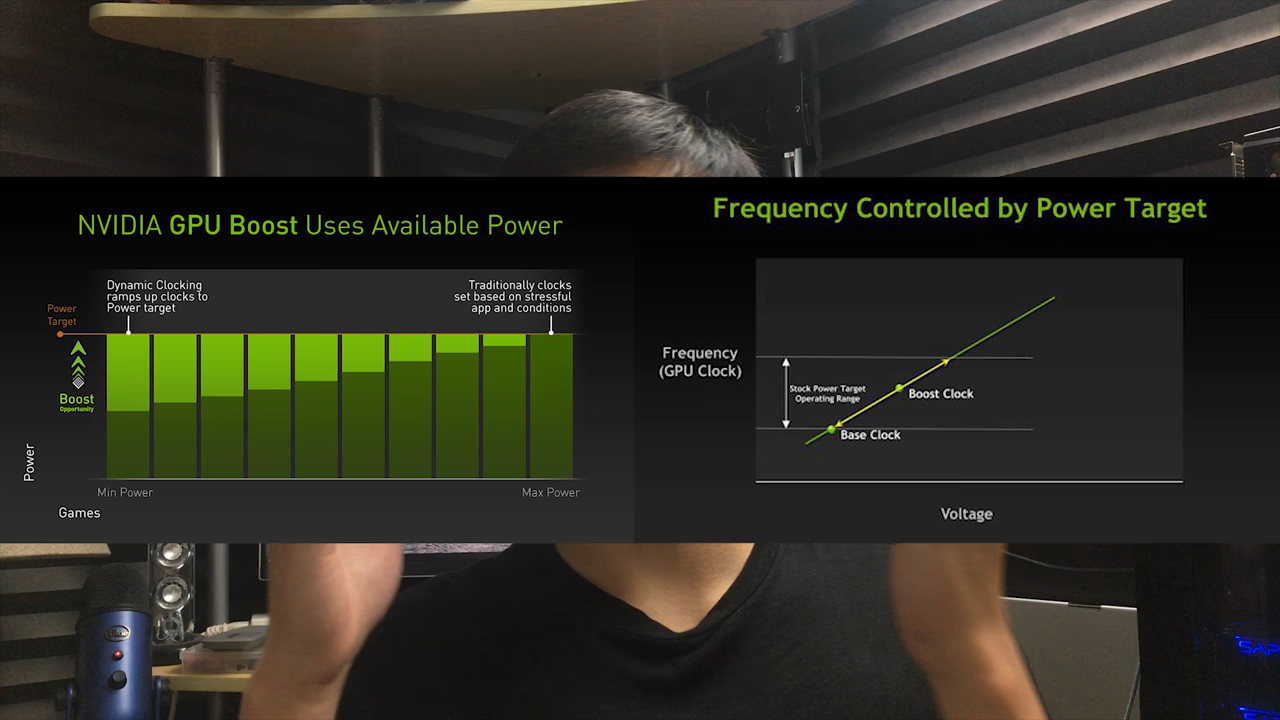 NVIDIA GPU Boost Uses Available Power
Dynamic Clocking
ramps up clocks to
Power target
Traditionally clocks
set based on stressful
app and conditions
Power
Target
Boost
Opportunity
Power
Min Power
Max Power
Games
Frequency Controlled by Power Target
Frequency
(GPU Clock)
Stock Power Target
Operating Range
Boost Clock
Base Clock
Voltage
SAP